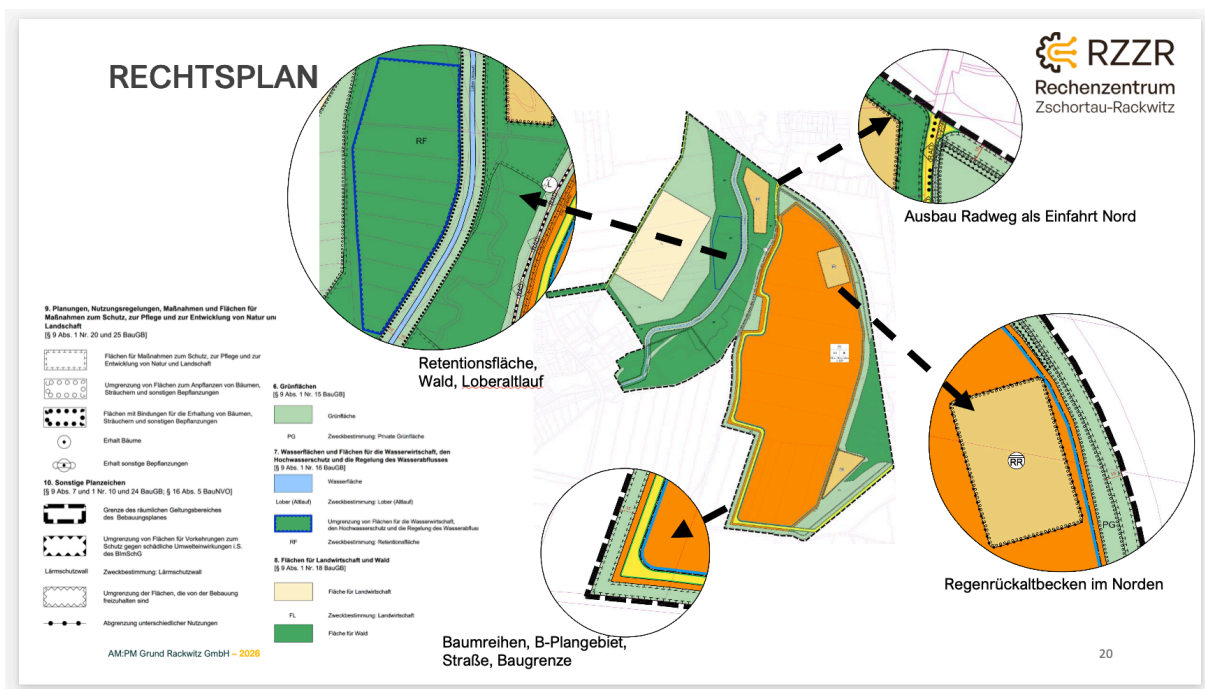 RECHTSPLAN
RZZR
Rechenzentrum
Zschortau-Rackwitz
RF
L
Ausbau Radweg als Einfahrt Nord
Retentionsfläche,
Wald, Loberaltlauf
9. Planungen, Nutzungsregelungen, Maßnahmen und Flächen für
Maßnahmen zum Schutz, zur Pflege und zur Entwicklung von Natur und
Landschaft
[§ 9 Abs. 1 Nr. 20 und 25 BauGB]
Flächen für Maßnahmen zum Schutz, zur Pflege und zur
Entwicklung von Natur und Landschaft
Umgrenzung von Flächen zum Anpflanzen von Bäumen,
Sträuchern und sonstigen Bepflanzungen
Flächen mit Bindungen für die Erhaltung von Bäumen,
Sträuchern und sonstigen Bepflanzungen
Erhalt Bäume
Erhalt sonstige Bepflanzungen
10. Sonstige Planzeichen
[§ 9 Abs. 7 und 1 Nr. 10 und 24 BauGB; § 16 Abs. 5 BauNVO]
Grenze des räumlichen Geltungsbereiches
des Bebauungsplanes
Umgrenzung von Flächen für Vorkehrungen zum
Schutz gegen schädliche Umwelteinwirkungen i.S.
des BImSchG
Lärmschutzwall Zweckbestimmung: Lärmschutzwall
Umgrenzung der Flächen, die von der Bebauung
freizuhalten sind
Abgrenzung unterschiedlicher Nutzungen
6. Grünflächen
[§ 9 Abs. 1 Nr. 15 BauGB]
Grünfläche
PG Zweckbestimmung: Private Grünfläche
7. Wasserflächen und Flächen für die Wasserwirtschaft, den
Hochwasserschutz und die Regelung des Wasserabflusses
[§ 9 Abs. 1 Nr. 16 BauGB]
Wasserfläche
Lober (Altlauf) Zweckbestimmung: Lober (Altlauf)
Umgrenzung von Flächen für die Wasserwirtschaft,
den Hochwasserschutz und die Regelung des Wasserabflus
RF Zweckbestimmung: Retentionsfläche
8. Flächen für Landwirtschaft und Wald
[§ 9 Abs. 1 Nr. 18 BauGB]
Fläche für Landwirtschaft
FL Zweckbestimmung: Landwirtschaft
Fläche für Wald
RR
PG
Regenrückaltbecken im Norden
Baumreihen, B-Plangebiet,
Straße, Baugrenze
AM:PM Grund Rackwitz GmbH – 2026
20